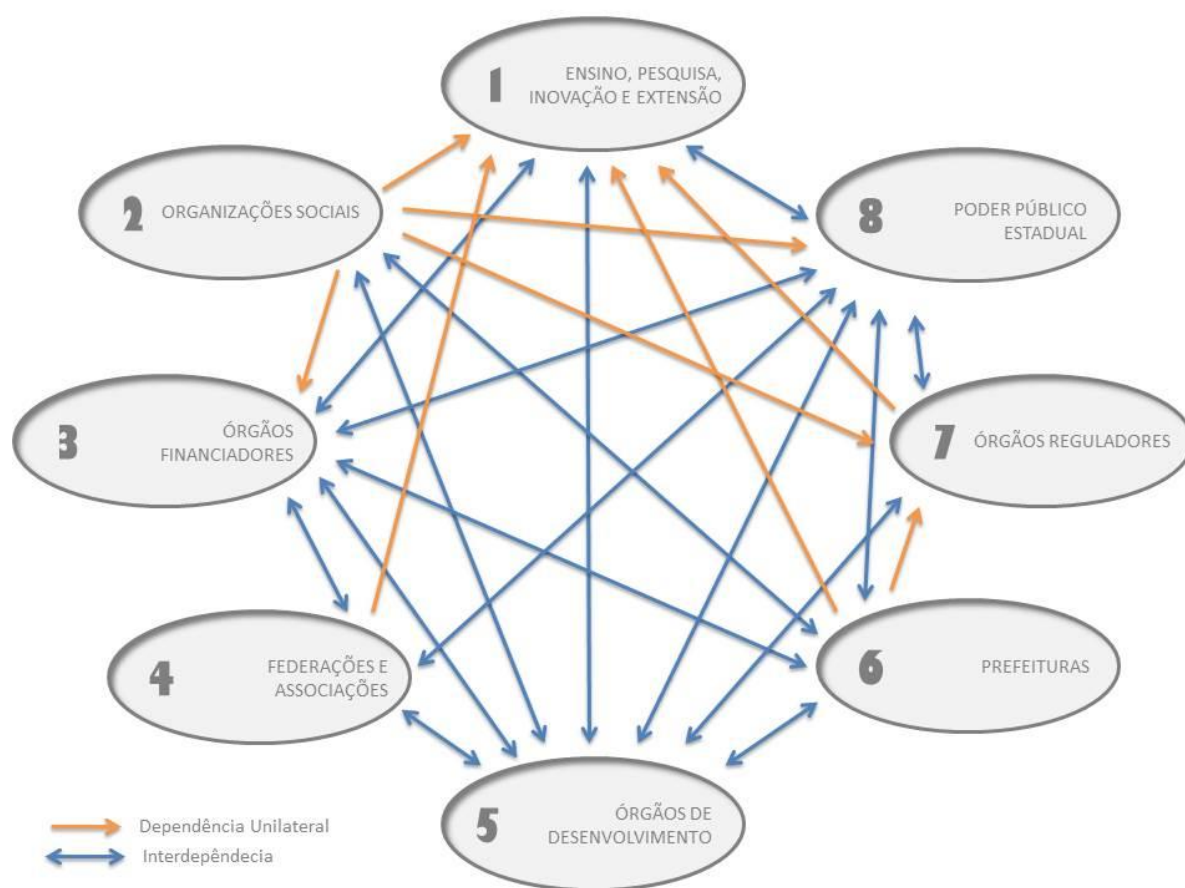 1
ENSINO, PESQUISA,
INOVAÇÃO E EXTENSÃO
2
ORGANIZAÇÕES SOCIAIS
8
PODER PÚBLICO
ESTADUAL
3
ÓRGÃOS
FINANCIADORES
7
ÓRGÃOS REGULADORES
4
FEDERAÇÕES E
ASSOCIAÇÕES
6
PREFEITURAS
5
ÓRGÃOS DE
DESENVOLVIMENTO
Dependência Unilateral
Interdepêndecia